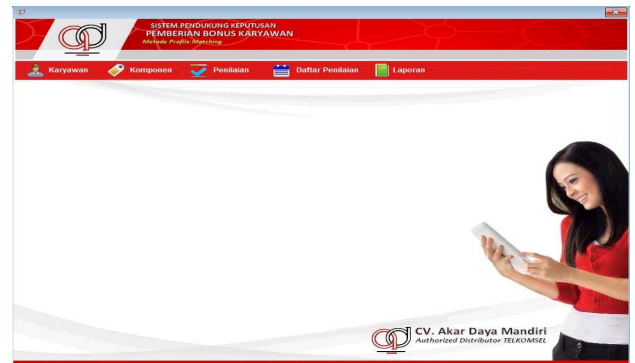 SISTEM PENDUKUNG KEPUTUSAN
PEMBERIAN BONUS KARYAWAN
Metode Profile Matching
Karyawan Komponen Penilaian Daftar Penilaian Laporan
CV. Akar Daya Mandiri
Authorized Distributor TELKOMSEL